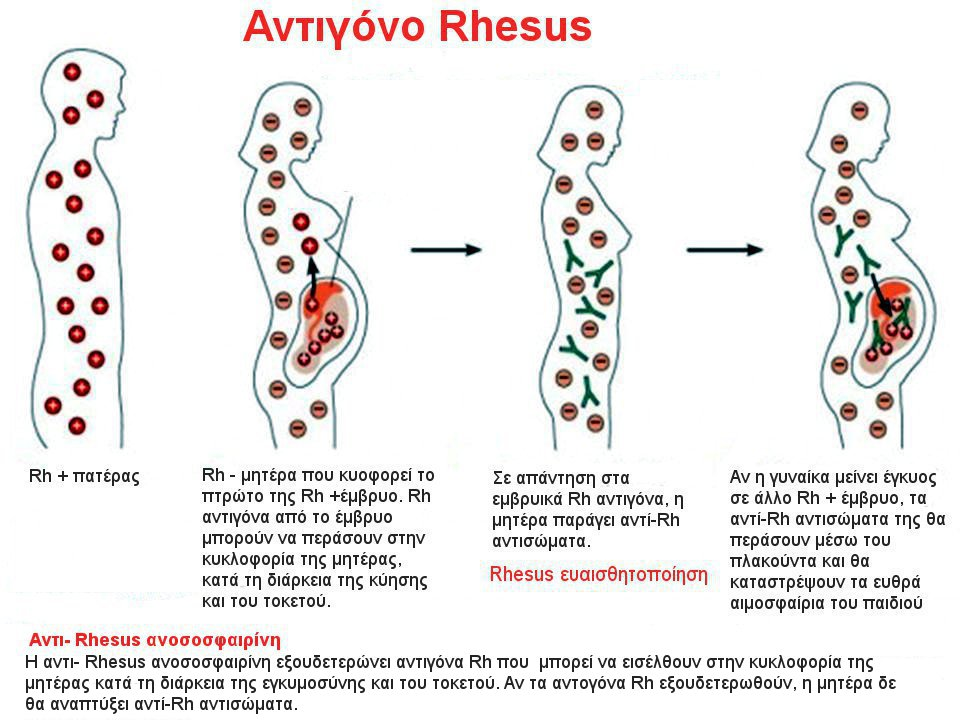 Αντιγόνο Rhesus
Rh + πατέρας
Rh - μητέρα που κυοφορεί το
πτρώτο της Rh +έμβρυο. Rh
αντιγόνα από το έμβρυο
μπορούν να περάσουν στην
κυκλοφορία της μητέρας,
κατά τη διάρκεια της κύησης
και του τοκετού.
Σε απάντηση στα
εμβρυικά Rh αντιγόνα, η
μητέρα παράγει αντί-Rh
αντισώματα.
Rhesus ευαισθητοποίηση
Αν η γυναίκα μείνει έγκυος
σε άλλο Rh + έμβρυο, τα
αντί-Rh αντισώματα της θα
περάσουν μέσω του
πλακούντα και θα
καταστρέψουν τα ευθρά
αιμοσφαίρια του παιδιού
Αντι- Rhesus ανοσοσφαιρίνη
Η αντι- Rhesus ανοσοσφαιρίνη εξουδετερώνει αντιγόνα Rh που μπορεί να εισέλθουν στην κυκλοφορία της
μητέρας κατά τη διάρκεια της εγκυμοσύνης και του τοκετού. Αν τα αντογόνα Rh εξουδετερωθούν, η μητέρα δε
θα αναπτύξει αντί-Rh αντισώματα.